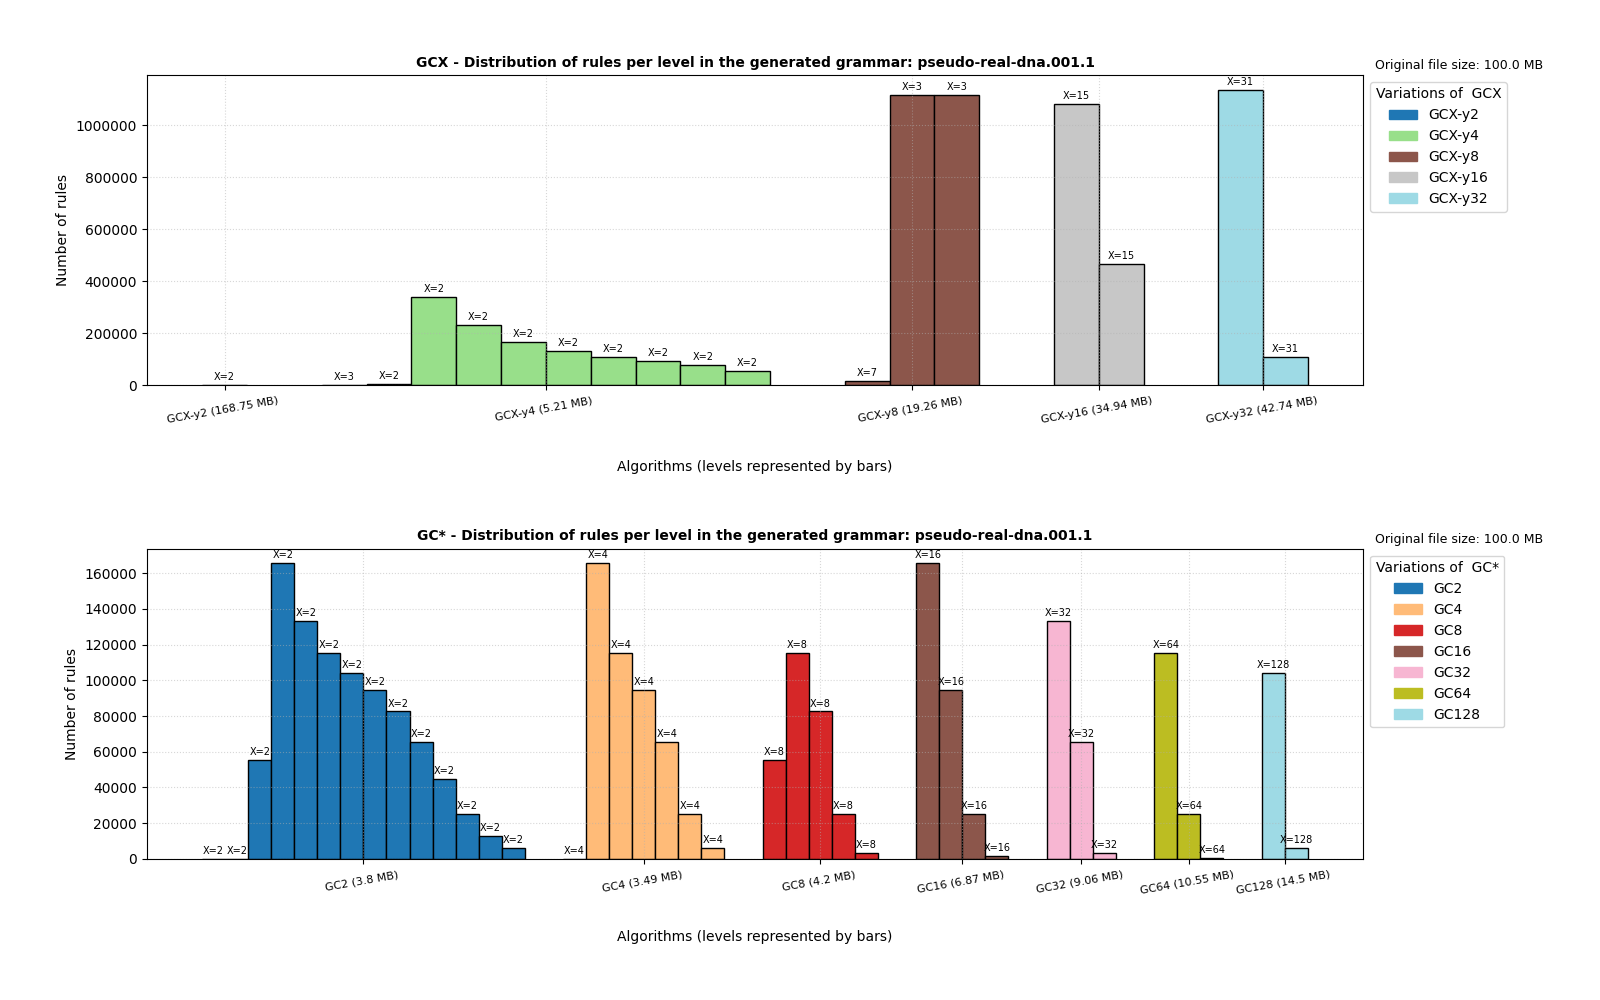 GCX - Distribution of rules per level in the generated grammar: pseudo-real-dna.001.1
Original file size: 100.0 MB
Variations of  GCX
GCX-y2
GCX-y4
GCX-y8
GCX-y16
GCX-y32
Number of rules
1000000
800000
600000
400000
200000
0
X=2
X=3
X=2
X=2
X=2
X=2
X=2
X=2
X=2
X=2
X=2
X=7
X=3
X=3
X=15
X=15
X=31
X=31
GCX-y2 (168.75 MB)
GCX-y4 (5.21 MB)
GCX-y8 (19.26 MB)
GCX-y16 (34.94 MB)
GCX-y32 (42.74 MB)
Algorithms (levels represented by bars)
GC* - Distribution of rules per level in the generated grammar: pseudo-real-dna.001.1
Original file size: 100.0 MB
Variations of  GC*
GC2
GC4
GC8
GC16
GC32
GC64
GC128
Number of rules
160000
140000
120000
100000
80000
60000
40000
20000
0
X=2
X=2
X=2
X=2
X=2
X=2
X=2
X=2
X=2
X=2
X=2
X=2
X=2
X=2
X=4
X=4
X=4
X=4
X=4
X=4
X=4
X=8
X=8
X=8
X=8
X=8
X=16
X=16
X=16
X=16
X=32
X=32
X=32
X=64
X=64
X=64
X=128
X=128
GC2 (3.8 MB)
GC4 (3.49 MB)
GC8 (4.2 MB)
GC16 (6.87 MB)
GC32 (9.06 MB)
GC64 (10.55 MB)
GC128 (14.5 MB)
Algorithms (levels represented by bars)